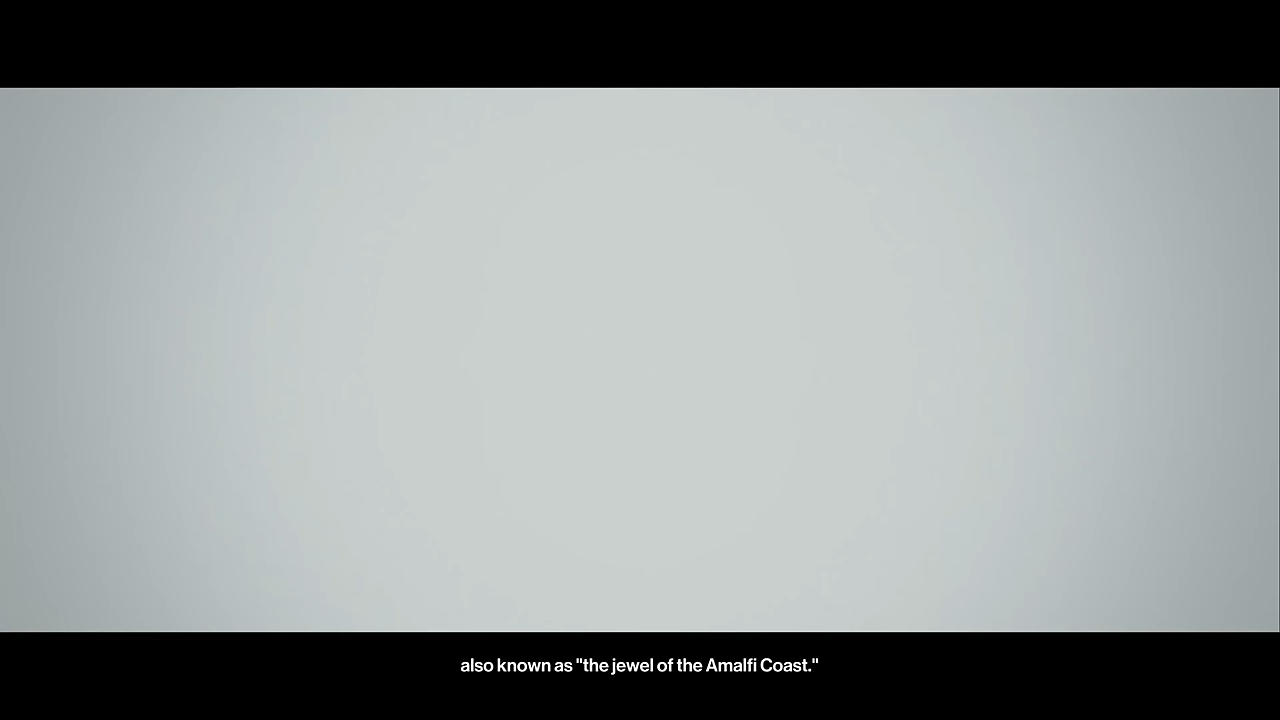 also known as "the jewel of the Amalfi Coast."